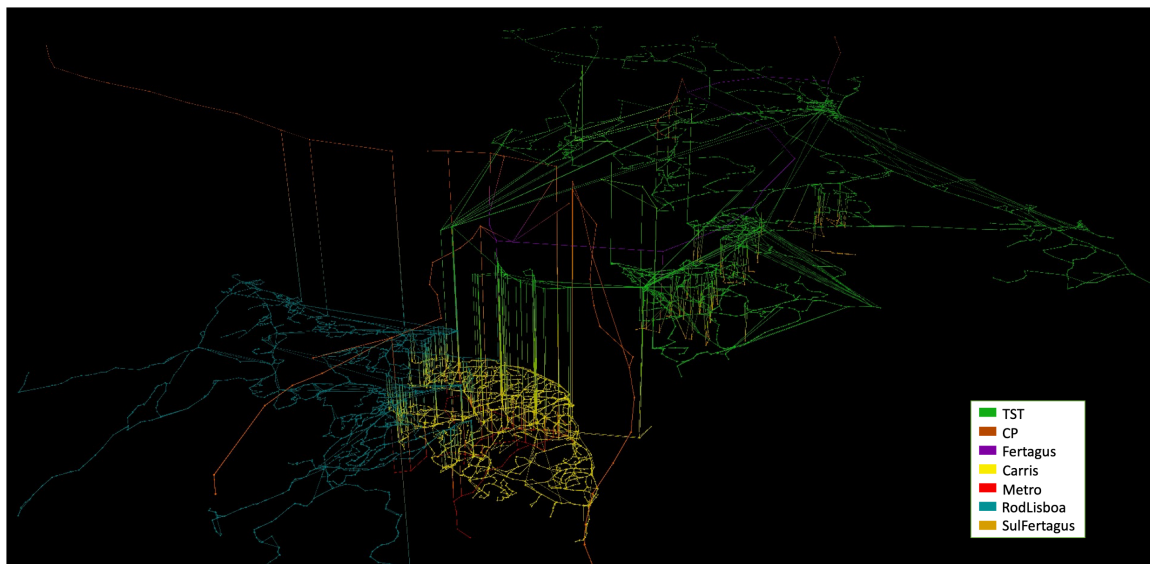 TST
CP
Fertagus
Carris
Metro
RodLisboa
SulFertagus